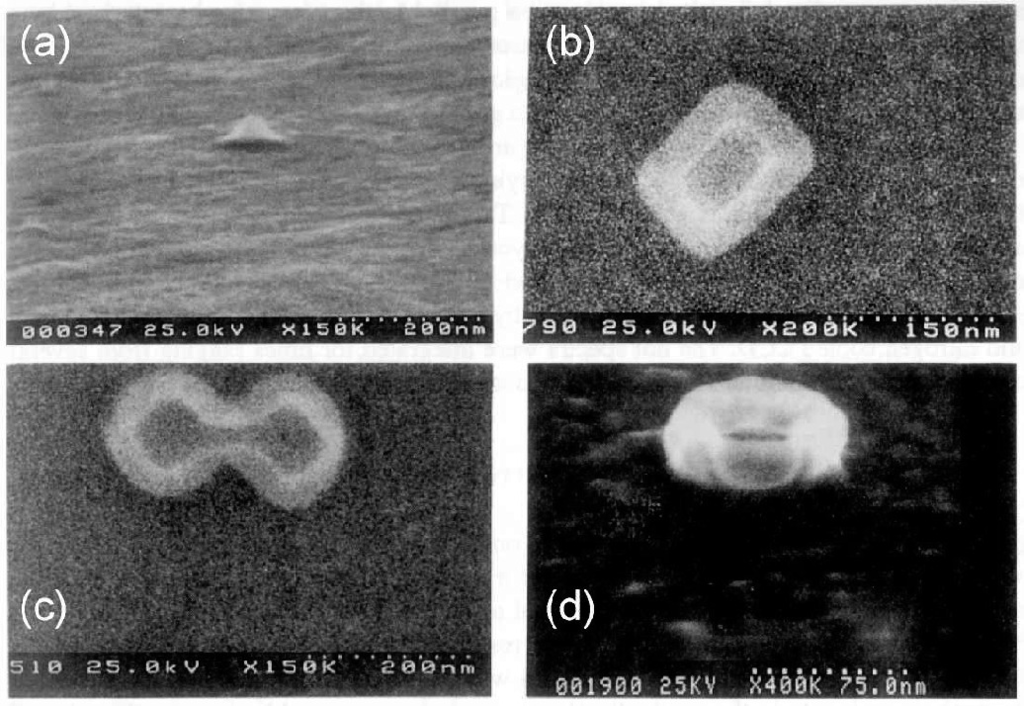 (a)
000347 25.0kV X150K 200nm
(b)
790 25.0kV X200K 150nm
(c)
510 25.0kV X150K 200nm
(d)
001900 25KV X400K 75.0nm